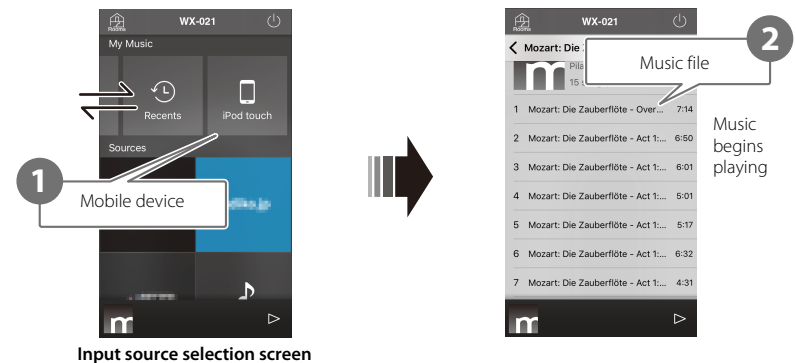 WX-021
Rooms
My Music
Recents
iPod touch
Sources
1
Mobile device
Input source selection screen
WX-021
Rooms
Mozart: Die
2
Music file
15
1 Mozart: Die Zauberflöte - Over... 7:14
2 Mozart: Die Zauberflöte - Act 1:... 6:50
3 Mozart: Die Zauberflöte - Act 1:... 6:01
4 Mozart: Die Zauberflöte - Act 1:... 5:01
5 Mozart: Die Zauberflöte - Act 1:... 5:17
6 Mozart: Die Zauberflöte - Act 1:... 6:32
7 Mozart: Die Zauberflöte - Act 1:... 4:31
Music
begins
playing